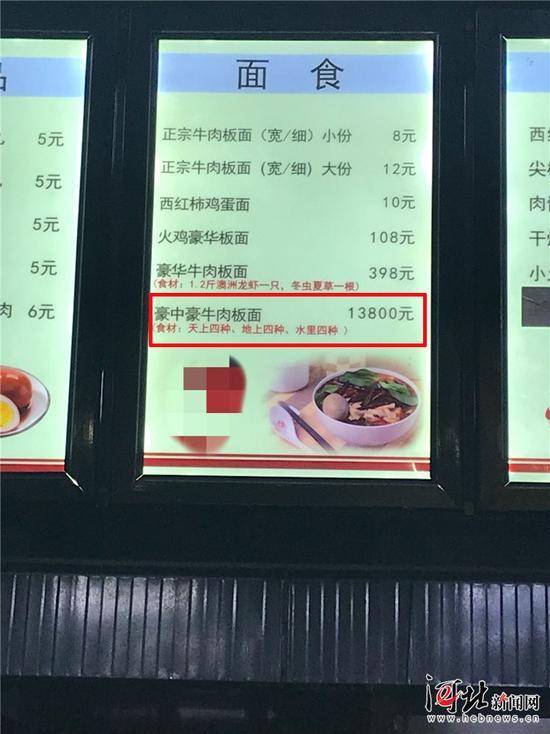 品
5元
5元
5元
5元
肉 6元
面 食
正宗牛肉板面（宽/细）小份 8元
正宗牛肉板面（宽/细）大份 12元
西红柿鸡蛋面 10元
火鸡豪华板面 108元
豪华牛肉板面 398元
（食材：1.2斤澳洲龙虾一只，冬虫夏草一根）
豪中豪牛肉板面 13800元
（食材：天上四种、地上四种、水里四种 ）
尖椒
肉
干
小
河北新闻网
www.hebnews.cn